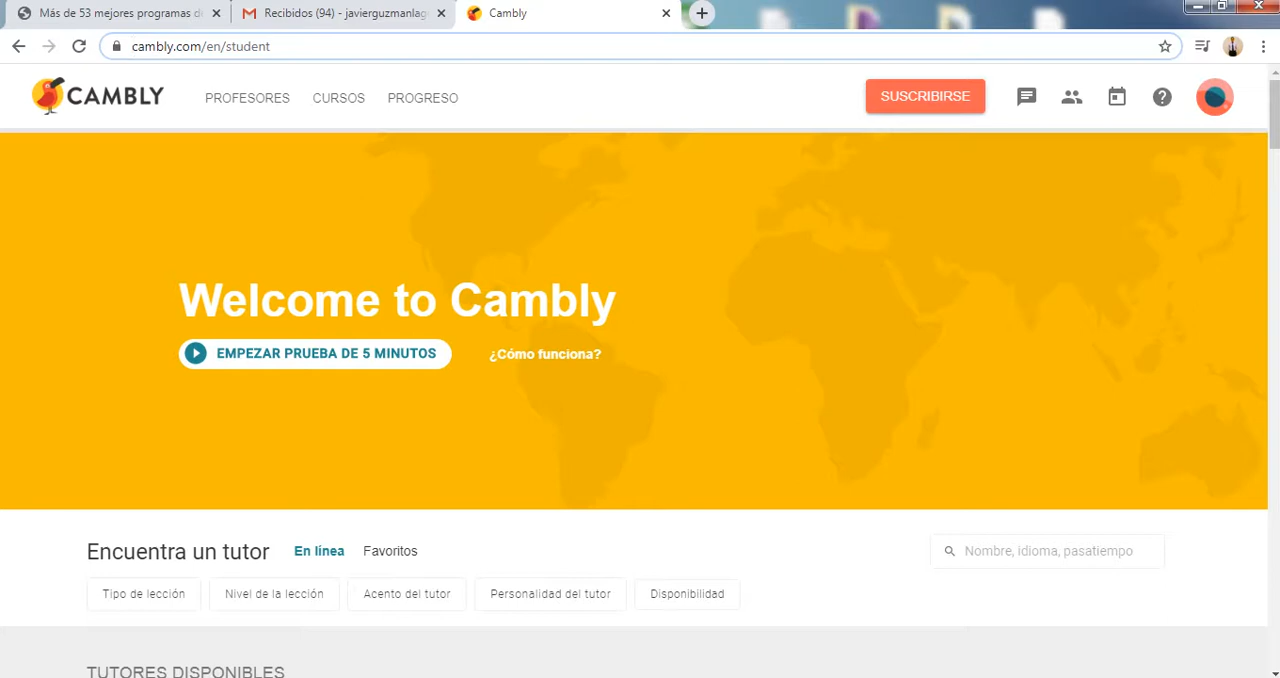 Más de 53 mejores programas d
Recibidos (94) - javierguzmanlag
Cambly
cambly.com/en/student
CAMBLY
PROFESORES
CURSOS
PROGRESO
SUSCRIBIRSE
Welcome to Cambly
EMPEZAR PRUEBA DE 5 MINUTOS
¿Cómo funciona?
Encuentra un tutor
En línea
Favoritos
Nombre, idioma, pasatiempo
Tipo de lección
Nivel de la lección
Acento del tutor
Personalidad del tutor
Disponibilidad
TUTORES DISPONIBLES